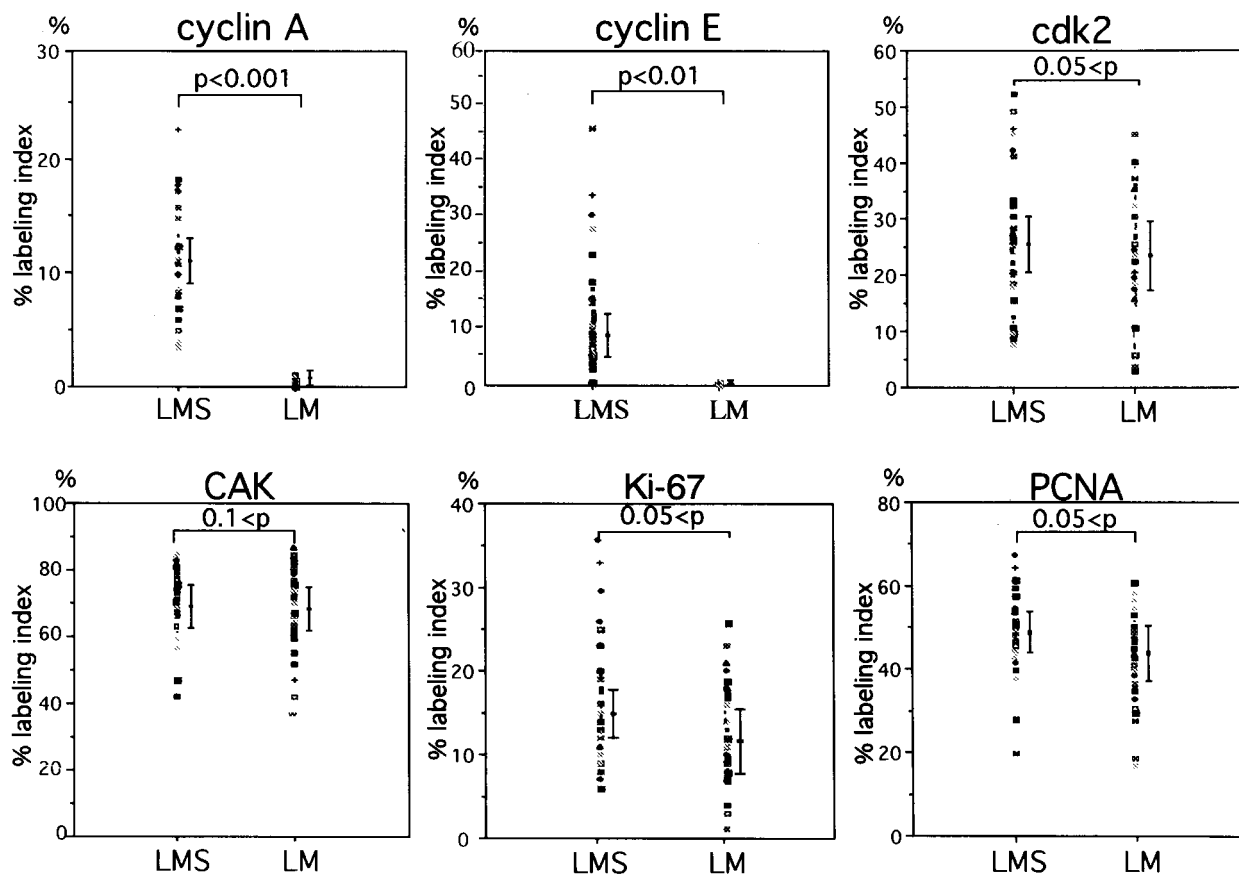 % cyclin A
30
p<0.001
20
10
0
% labeling index
LMS LM
% cyclin E
60
50
p<0.01
40
30
20
10
0
% labeling index
LMS LM
% cdk2
60
0.05<p
50
40
30
20
10
0
% labeling index
LMS LM
% CAK
100
0.1<p
80
60
40
20
0
% labeling index
LMS LM
% Ki-67
40
0.05<p
30
20
10
0
% labeling index
LMS LM
% PCNA
80
0.05<p
60
40
20
0
% labeling index
LMS LM